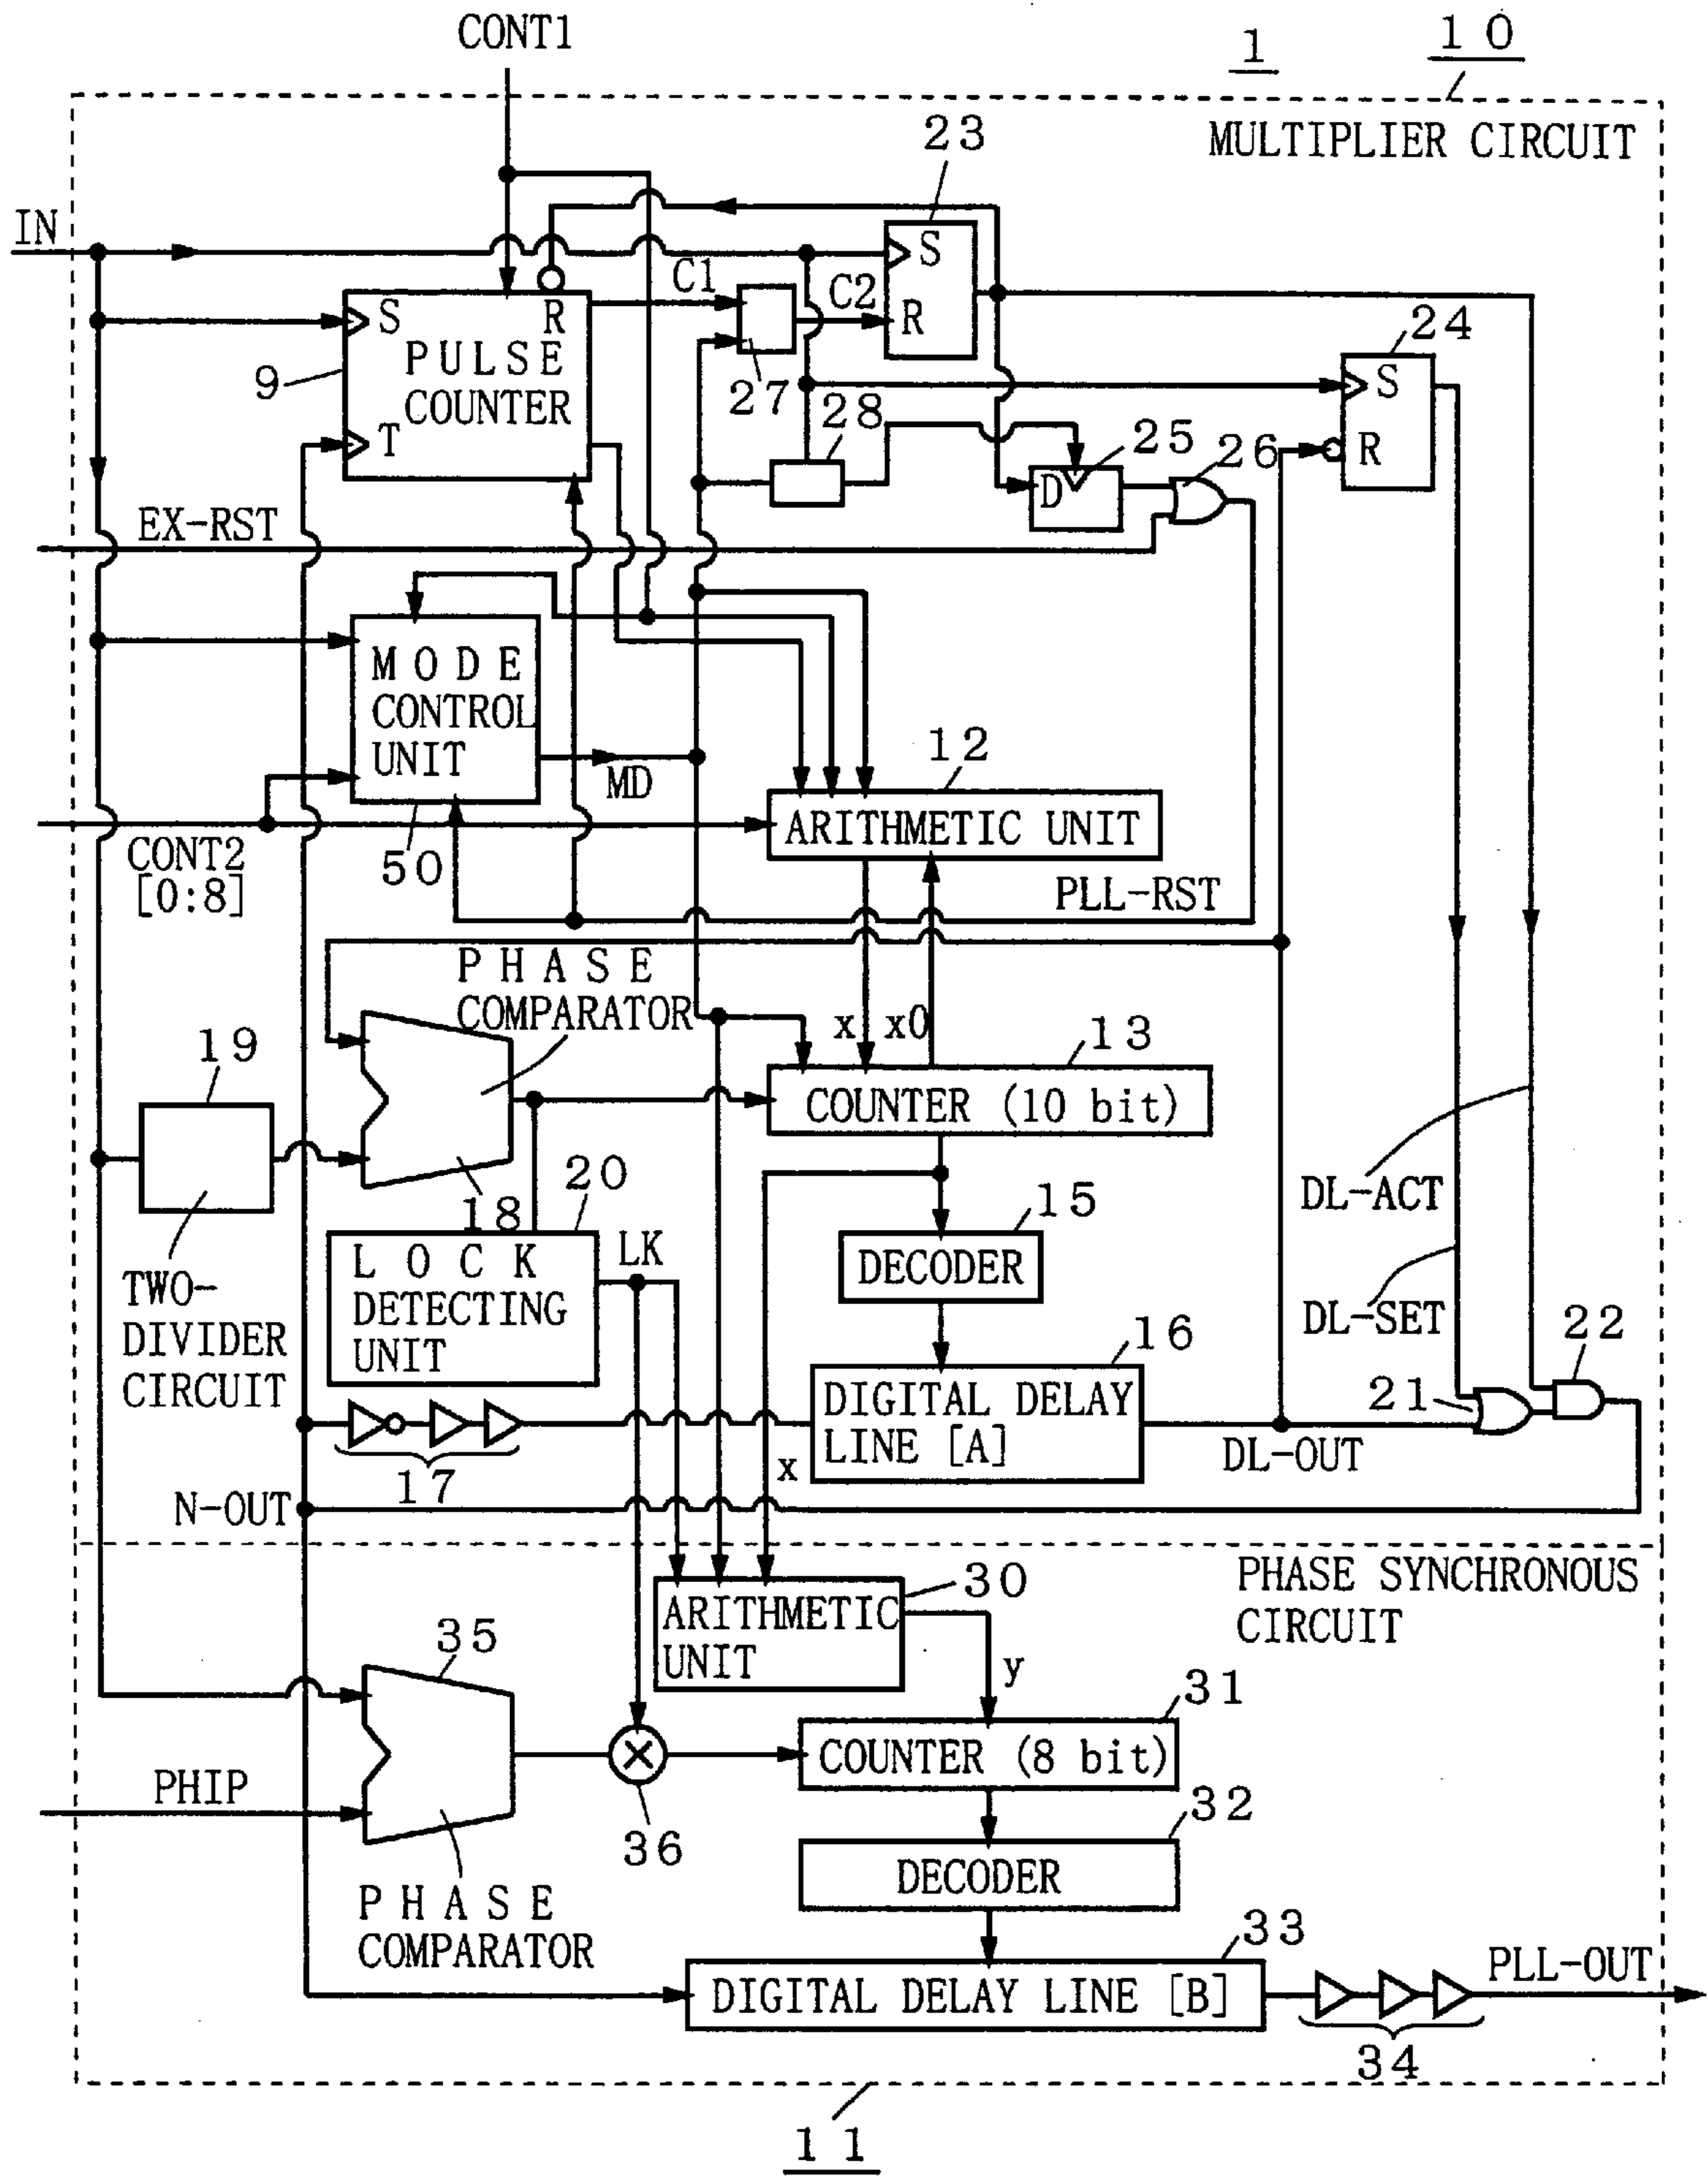 CONT1
1
10
MULTIPLIER CIRCUIT
23
IN
S
R
C1
C2
S
R
PULSE
COUNTER
T
9
27
28
24
S
R
25
D
26
EX-RST
MODE
CONTROL
UNIT
MD
50
CONT2
[0:8]
12
ARITHMETIC UNIT
PLL-RST
PHASE
COMPARATOR
x
x0
13
COUNTER (10 bit)
19
18
20
TWO-
DIVIDER
CIRCUIT
LOCK
DETECTING
UNIT
LK
15
DECODER
DL-ACT
DL-SET
22
16
DIGITAL DELAY
LINE [A]
21
DL-OUT
17
x
N-OUT
PHASE SYNCHRONOUS
CIRCUIT
30
ARITHMETIC
UNIT
y
35
31
COUNTER (8 bit)
PHIP
36
32
DECODER
PHASE
COMPARATOR
33
DIGITAL DELAY LINE [B]
PLL-OUT
34
11